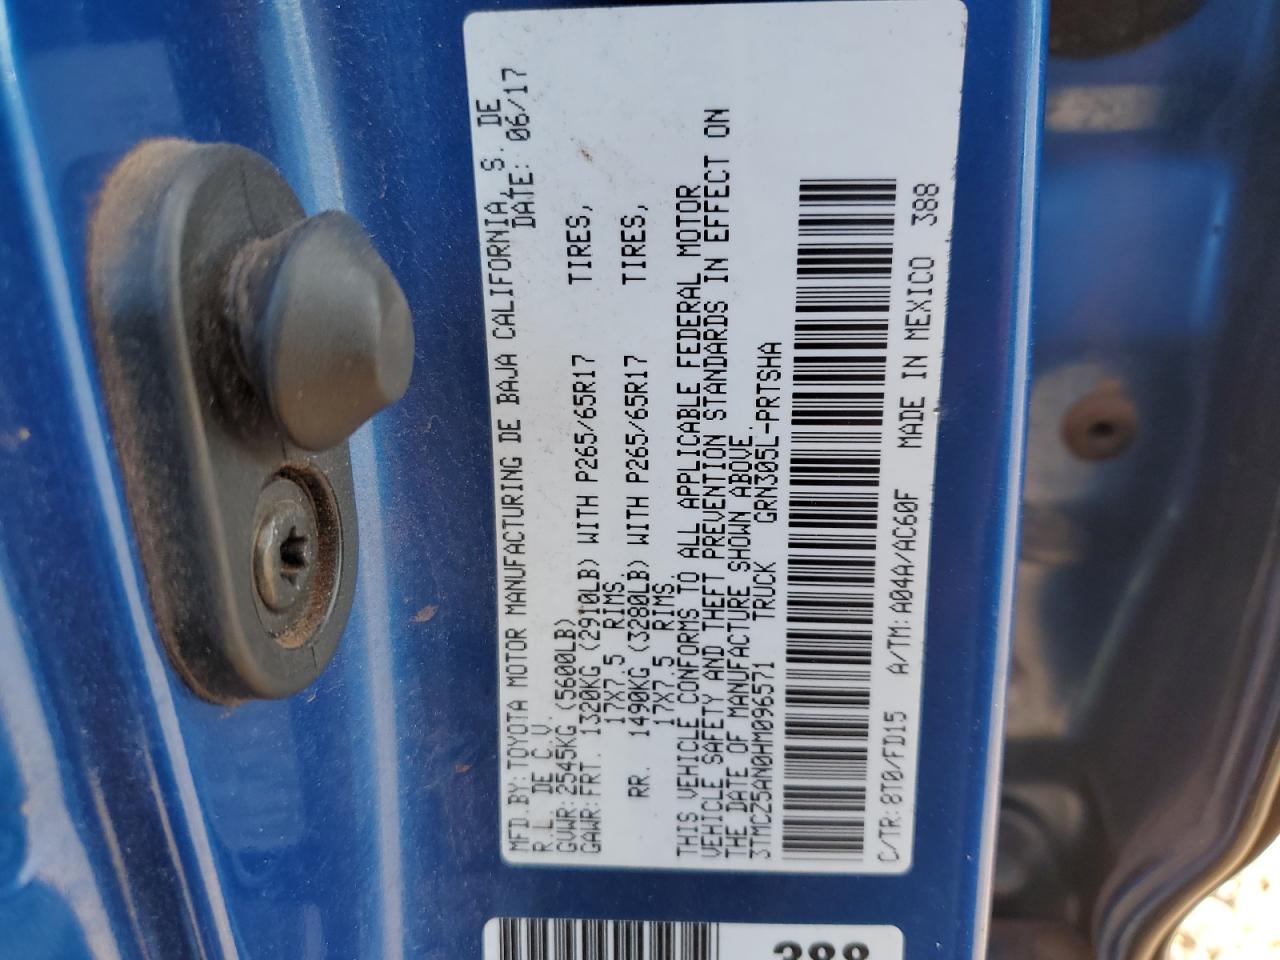 MFD.BY:TOYOTA MOTOR MANUFACTURING DE BAJA CALIFORNIA, S. DE
R.L. DE C.V. DATE: 06/17
GVWR:2545KG (5600LB)
GAWR:FRT. 1320KG (2910LB) WITH P265/65R17 TIRES,
17X7.5 RIMS.
RR. 1490KG (3280LB) WITH P265/65R17 TIRES,
17X7.5 RIMS.
THIS VEHICLE CONFORMS TO ALL APPLICABLE FEDERAL MOTOR
VEHICLE SAFETY AND THEFT PREVENTION STANDARDS IN EFFECT ON
THE DATE OF MANUFACTURE SHOWN ABOVE.
3TMCZ5AN0HM096571 TRUCK GRN305L-PRTSHA
C/TR:8T0/FD15 A/TM:A04A/AC60F MADE IN MEXICO 388
388